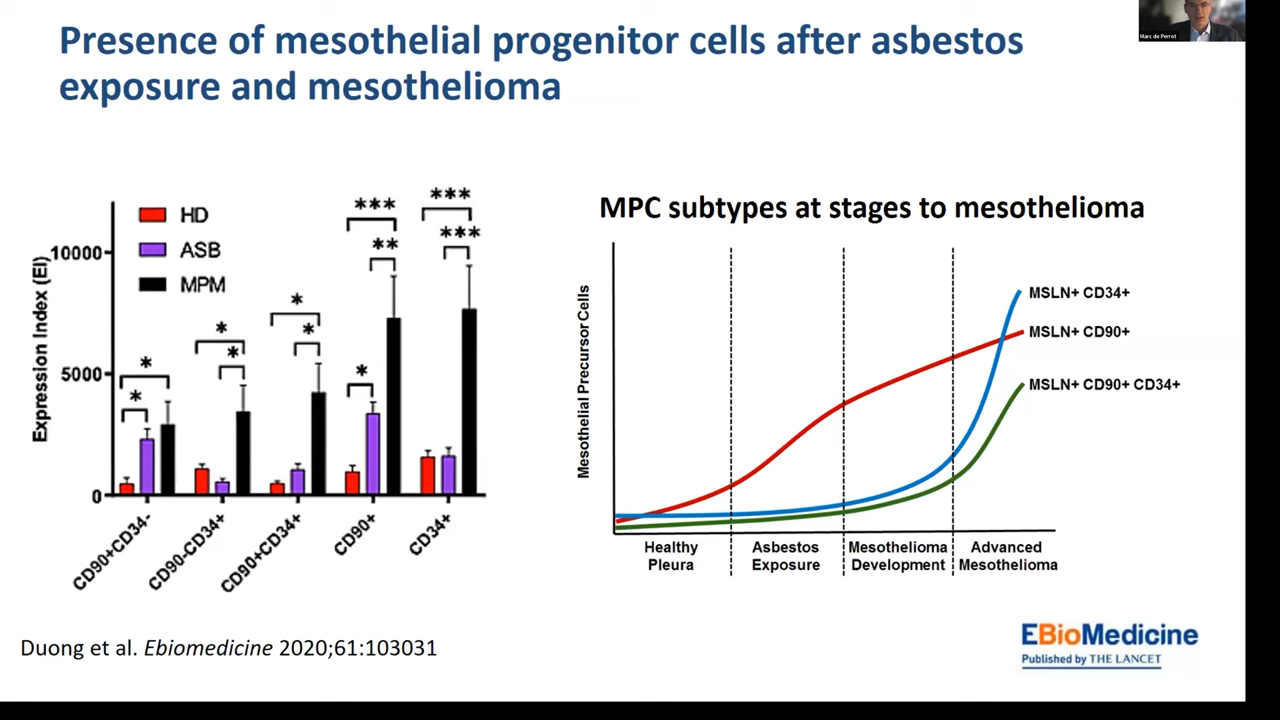 Presence of mesothelial progenitor cells after asbestos
exposure and mesothelioma
Marc de Perrot
HD
ASB
MPM
***
***
***
**
*
*
*
*
*
*
*
Expression Index (EI)
10000
5000
0
CD90+CD34-
CD90-CD34+
CD90+CD34+
CD90+
CD34+
MPC subtypes at stages to mesothelioma
Mesothelial Precursor Cells
MSLN+ CD34+
MSLN+ CD90+
MSLN+ CD90+ CD34+
Healthy
Pleura
Asbestos
Exposure
Mesothelioma
Development
Advanced
Mesothelioma
Duong et al. Ebiomedicine 2020;61:103031
EBioMedicine
Published by THE LANCET